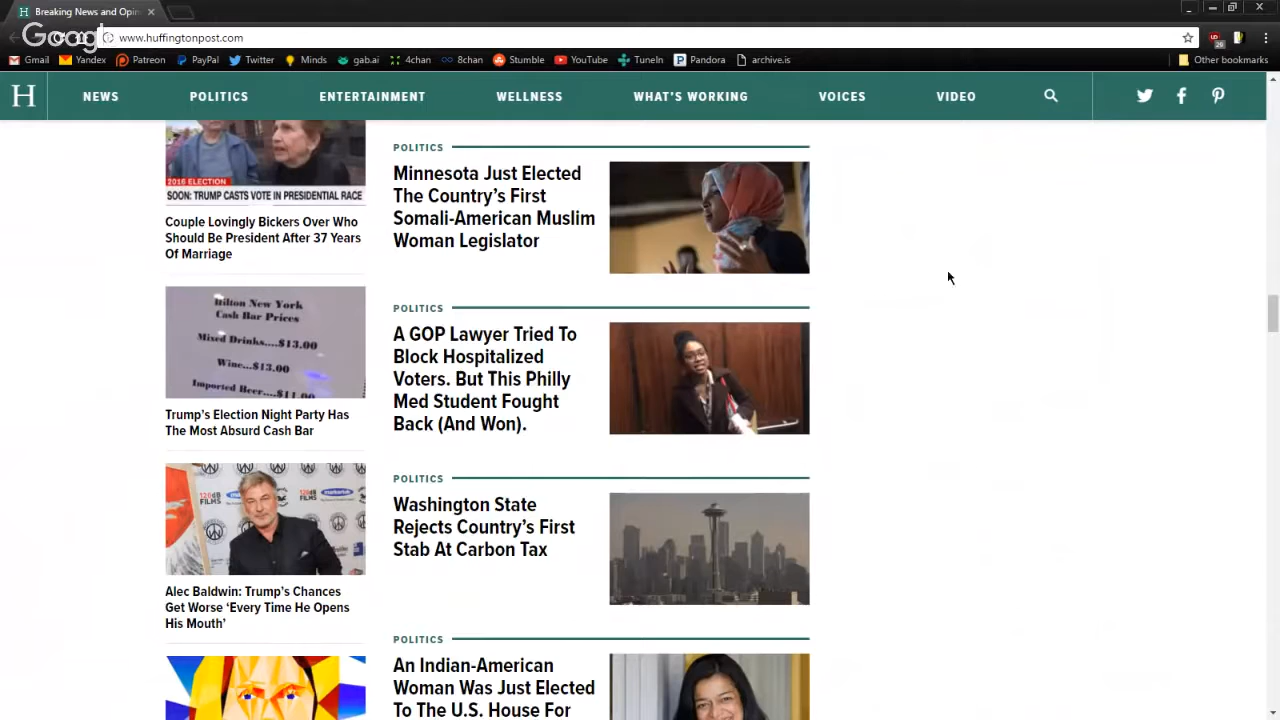 Breaking News and Opin
Google
www.huffingtonpost.com
Gmail Yandex Patreon PayPal Twitter Minds gab.ai 4chan 8chan Stumble YouTube TuneIn Pandora archive.is Other bookmarks
H NEWS POLITICS ENTERTAINMENT WELLNESS WHAT'S WORKING VOICES VIDEO
2016 ELECTION
SOON: TRUMP CASTS VOTE IN PRESIDENTIAL RACE
Couple Lovingly Bickers Over Who
Should Be President After 37 Years
Of Marriage
Hilton New York
Cash Bar Prices
Mixed Drinks....$13.00
Wine...$13.00
Imported Beer....$11.00
Trump's Election Night Party Has
The Most Absurd Cash Bar
Alec Baldwin: Trump's Chances
Get Worse 'Every Time He Opens
His Mouth'
POLITICS
Minnesota Just Elected
The Country's First
Somali-American Muslim
Woman Legislator
POLITICS
A GOP Lawyer Tried To
Block Hospitalized
Voters. But This Philly
Med Student Fought
Back (And Won).
POLITICS
Washington State
Rejects Country's First
Stab At Carbon Tax
POLITICS
An Indian-American
Woman Was Just Elected
To The U.S. House For